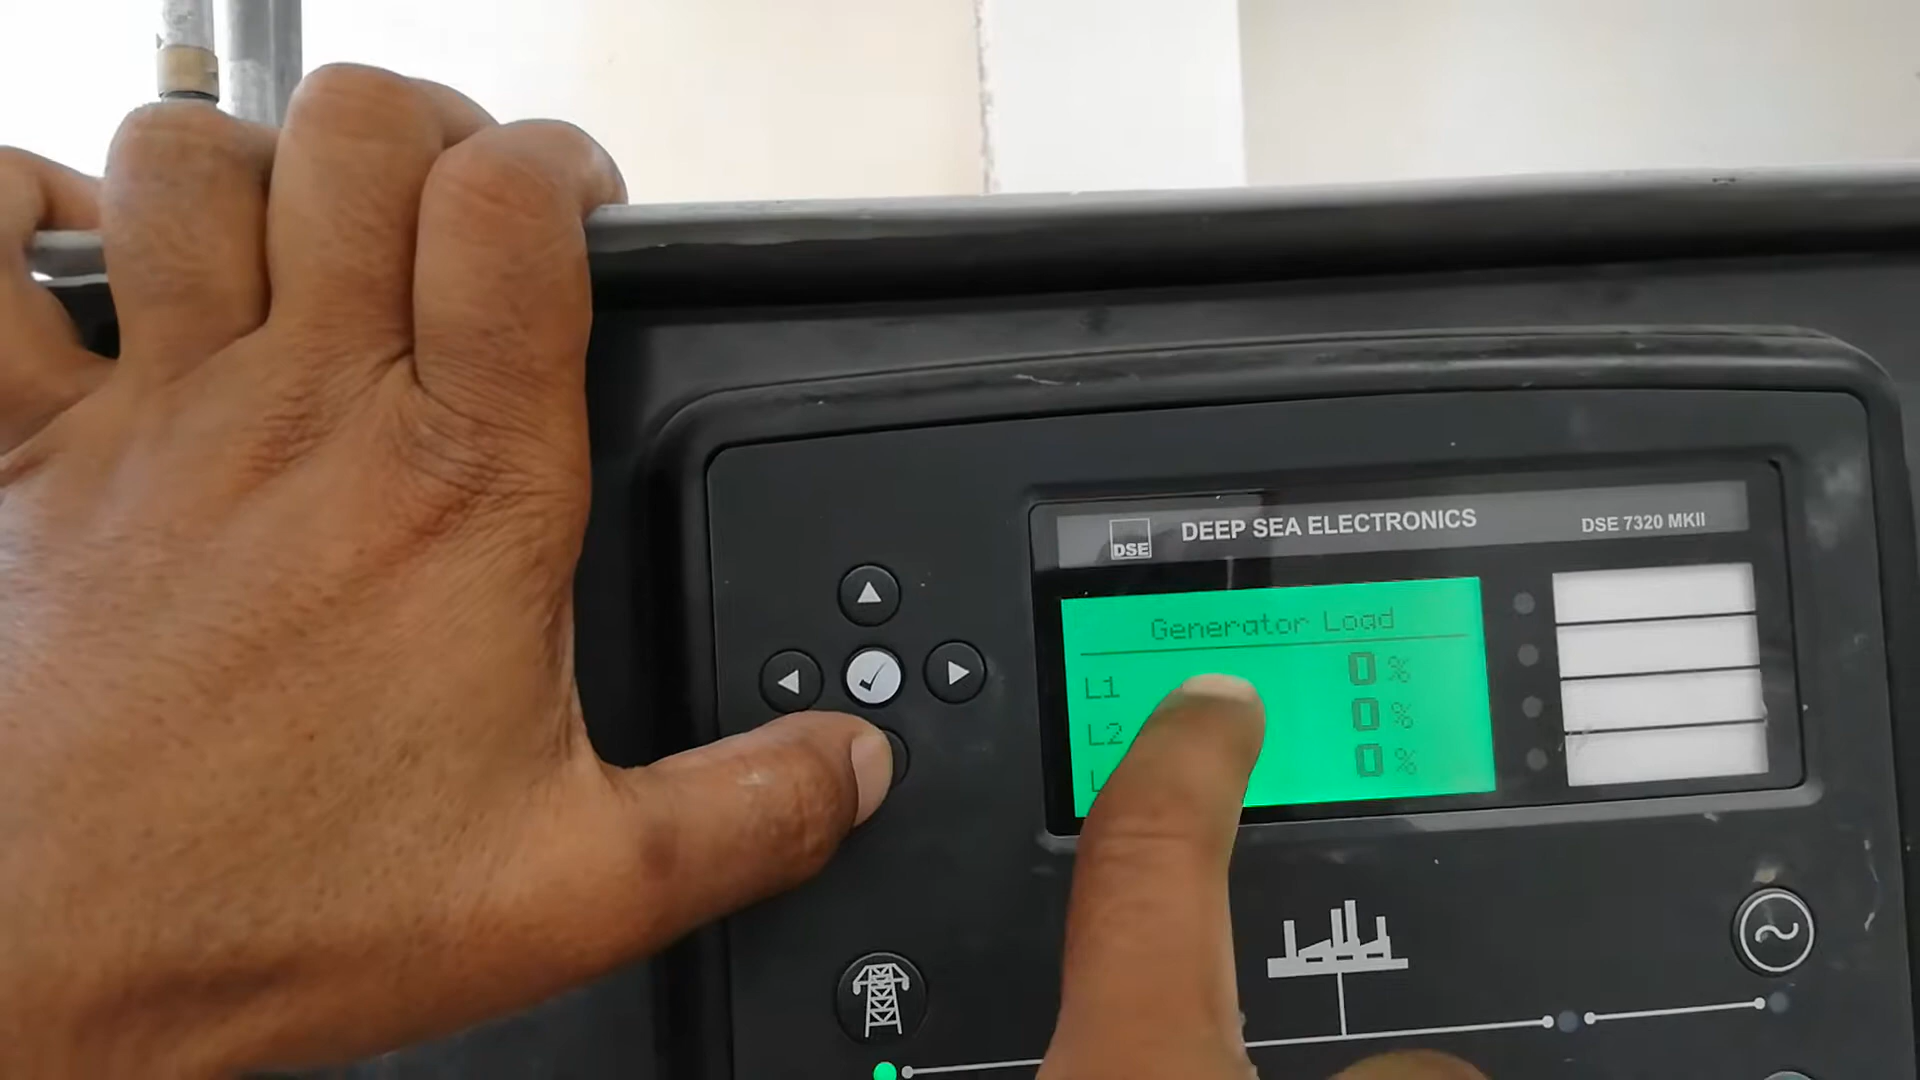 DSE
DEEP SEA ELECTRONICS
DSE 7320 MKII
Generator Load
L1 0 %
L2 0 %
0 %